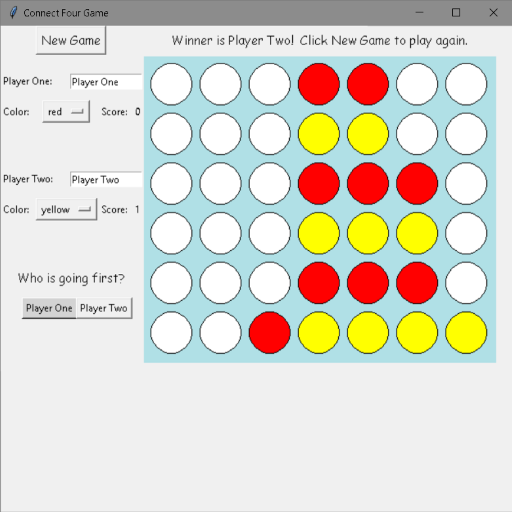 Connect Four Game
New Game
Winner is Player Two! Click New Game to play again.
Player One: Player One
Color: red Score: 0
Player Two: Player Two
Color: yellow Score: 1
Who is going first?
Player One Player Two